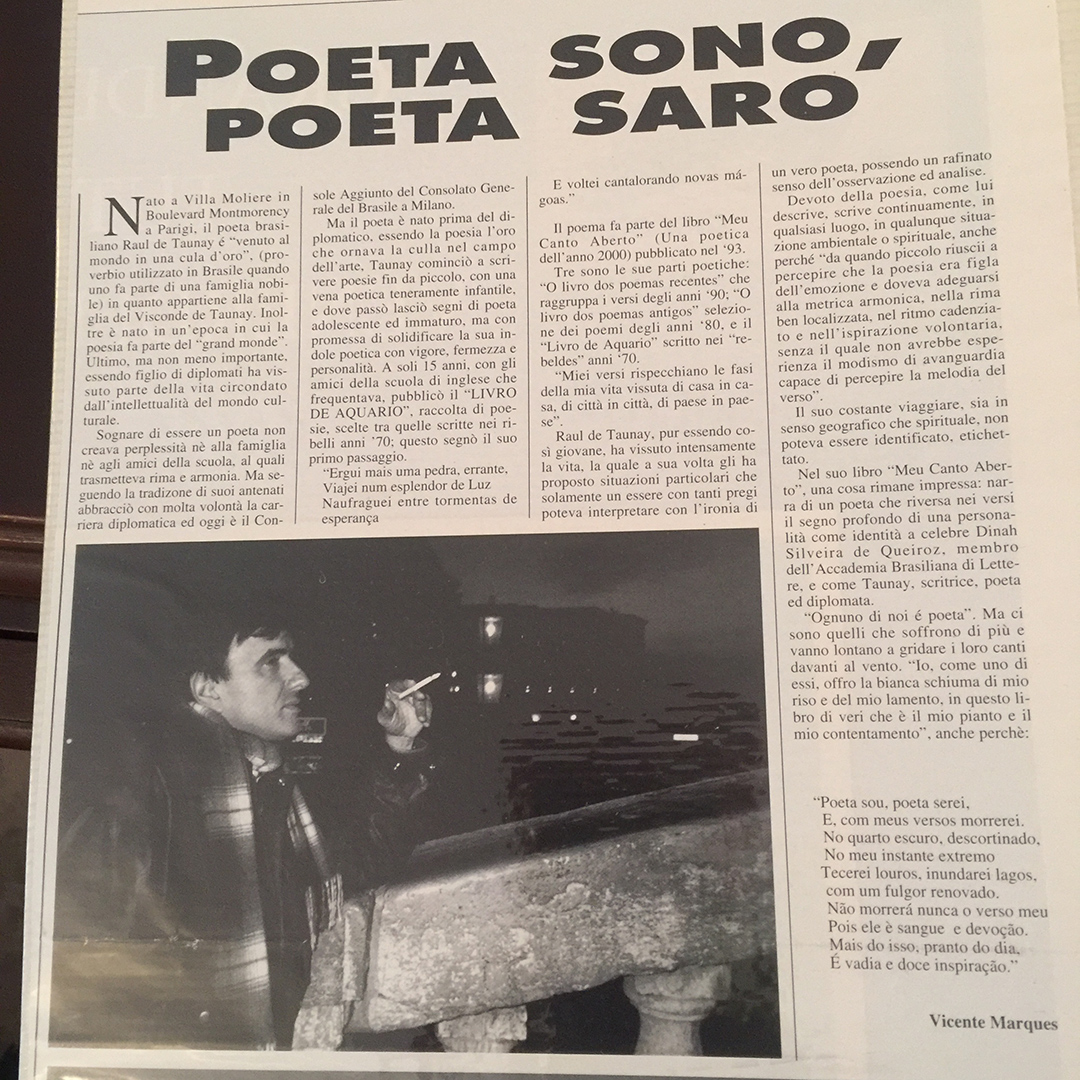 POETA SONO,
POETA SARO
Nato a Villa Moliere in
Boulevard Montmorency
a Parigi, il poeta brasi-
liano Raul de Taunay é “venuto al
mondo in una cula d'oro”, (pro-
verbio utilizzato in Brasile quando
uno fa parte di una famiglia nobi-
le) in quanto appartiene alla fami-
glia del Visconde de Taunay. Inol-
tre è nato in un'epoca in cui la
poesia fa parte del “grand monde”.
Ultimo, ma non meno importante,
essendo figlio di diplomati ha vis-
suto parte della vita circondato
dall'intellettualità del mondo cul-
turale.
Sognare di essere un poeta non
creava perplessità nè alla famiglia
nè agli amici della scuola, al quali
trasmetteva rima e armonia. Ma se-
guendo la tradizone di suoi antenati
abbracciò con molta volontà la car-
riera diplomatica ed oggi è il Con-
sole Aggiunto del Consolato Gene-
rale del Brasile a Milano.
Ma il poeta è nato prima del di-
plomatico, essendo la poesia l'oro
che ornava la culla nel campo
dell'arte, Taunay cominciò a scri-
vere poesie fin da piccolo, con una
vena poetica teneramente infantile,
e dove passò lasciò segni di poeta
adolescente ed immaturo, ma con
promessa di solidificare la sua in-
dole poetica con vigore, fermezza e
personalità. A soli 15 anni, con gli
amici della scuola di inglese che
frequentava, pubblicò il “LIVRO
DE AQUARIO”, raccolta di poe-
sie, scelte tra quelle scritte nei ri-
belli anni '70; questo segnò il suo
primo passaggio.
“Ergui mais uma pedra, errante,
Viajei num esplendor de Luz
Naufraguei entre tormentas de
esperança
E voltei cantalorando novas má-
goas.”
Il poema fa parte del libro “Meu
Canto Aberto” (Una poetica
dell'anno 2000) pubblicato nel '93.
Tre sono le sue parti poetiche:
“O livro dos poemas recentes” che
raggruppa i versi degli anni '90; “O
livro dos poemas antigos” selezio-
ne dei poemi degli anni '80, e il
“Livro de Aquario” scritto nei “re-
beldes” anni '70.
“Miei versi rispecchiano le fasi
della mia vita vissuta di casa in ca-
sa, di città in città, di paese in pae-
se”.
Raul de Taunay, pur essendo co-
sì giovane, ha vissuto intensamente
la vita, la quale a sua volta gli ha
proposto situazioni particolari che
solamente un essere con tanti pregi
poteva interpretare con l'ironia di
un vero poeta, possendo un rafinato
senso dell'osservazione ed analise.
Devoto della poesia, come lui
descrive, scrive continuamente, in
qualsiasi luogo, in qualunque situa-
zione ambientale o spirituale, anche
perché “da quando piccolo riuscii a
percepire che la poesia era figlia
dell'emozione e doveva adeguarsi
alla metrica armonica, nella rima
ben localizzata, nel ritmo cadenzia-
to e nell'ispirazione volontaria,
senza il quale non avrebbe espe-
rienza il modismo di avanguardia
capace di percepire la melodia del
verso”.
Il suo costante viaggiare, sia in
senso geografico che spirituale, non
poteva essere identificato, etichet-
tato.
Nel suo libro “Meu Canto Aber-
to”, una cosa rimane impressa: nar-
ra di un poeta che riversa nei versi
il segno profondo di una persona-
lità come identità a celebre Dinah
Silveira de Queiroz, membro
dell'Accademia Brasiliana di Lette-
re, e come Taunay, scritrice, poeta
ed diplomata.
“Ognuno di noi é poeta”. Ma ci
sono quelli che soffrono di più e
vanno lontano a gridare i loro canti
davanti al vento. “Io, come uno di
essi, offro la bianca schiuma di mio
riso e del mio lamento, in questo li-
bro di veri che è il mio pianto e il
mio contentamento”, anche perchè:
“Poeta sou, poeta serei,
E, com meus versos morrerei.
No quarto escuro, descortinado,
No meu instante extremo
Tecerei louros, inundarei lagos,
com um fulgor renovado.
Não morrerá nunca o verso meu
Pois ele è sangue e devoção.
Mais do isso, pranto do dia,
É vadia e doce inspiração.”
Vicente Marques